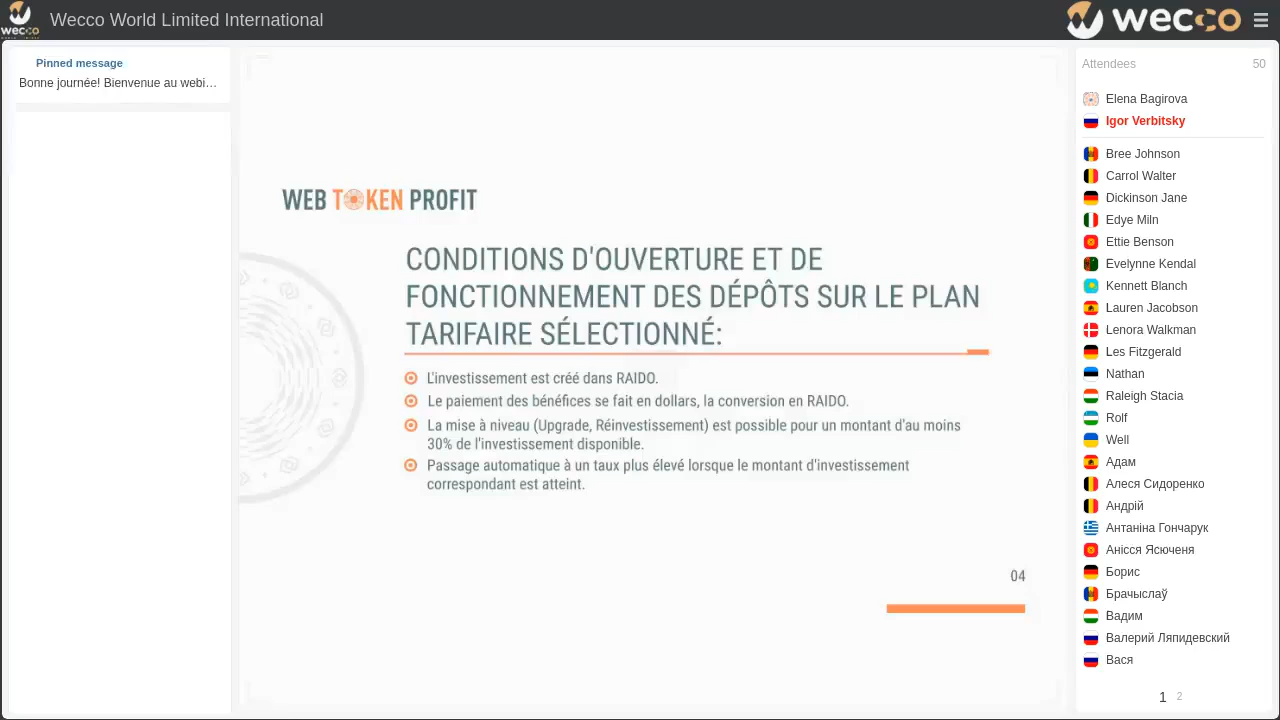 wecco
Wecco World Limited International
wecco
Pinned message
Bonne journée! Bienvenue au webi…
WEB TOKEN PROFIT
CONDITIONS D'OUVERTURE ET DE
FONCTIONNEMENT DES DÉPÔTS SUR LE PLAN
TARIFAIRE SÉLECTIONNÉ:
L'investissement est créé dans RAIDO.
Le paiement des bénéfices se fait en dollars, la conversion en RAIDO.
La mise à niveau (Upgrade, Réinvestissement) est possible pour un montant d'au moins
30% de l'investissement disponible.
Passage automatique à un taux plus élevé lorsque le montant d'investissement
correspondant est atteint.
04
Attendees 50
Elena Bagirova
Igor Verbitsky
Bree Johnson
Carrol Walter
Dickinson Jane
Edye Miln
Ettie Benson
Evelynne Kendal
Kennett Blanch
Lauren Jacobson
Lenora Walkman
Les Fitzgerald
Nathan
Raleigh Stacia
Rolf
Well
Адам
Алеся Сидоренко
Андрій
Антаніна Гончарук
Анісся Ясюченя
Борис
Брачыслаў
Вадим
Валерий Ляпидевский
Вася
1 2